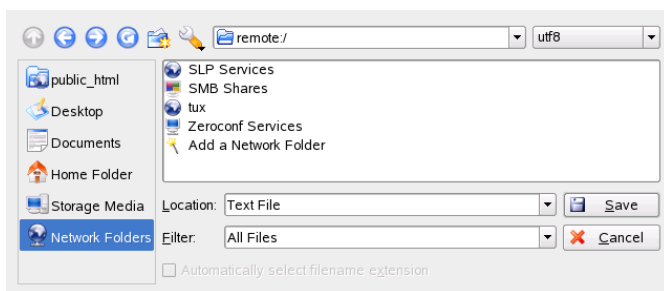 remote:/
utf8
public_html
Desktop
Documents
Home Folder
Storage Media
Network Folders
SLP Services
SMB Shares
tux
Zeroconf Services
Add a Network Folder
Location: Text File
Save
Filter: All Files
Cancel
Automatically select filename extension